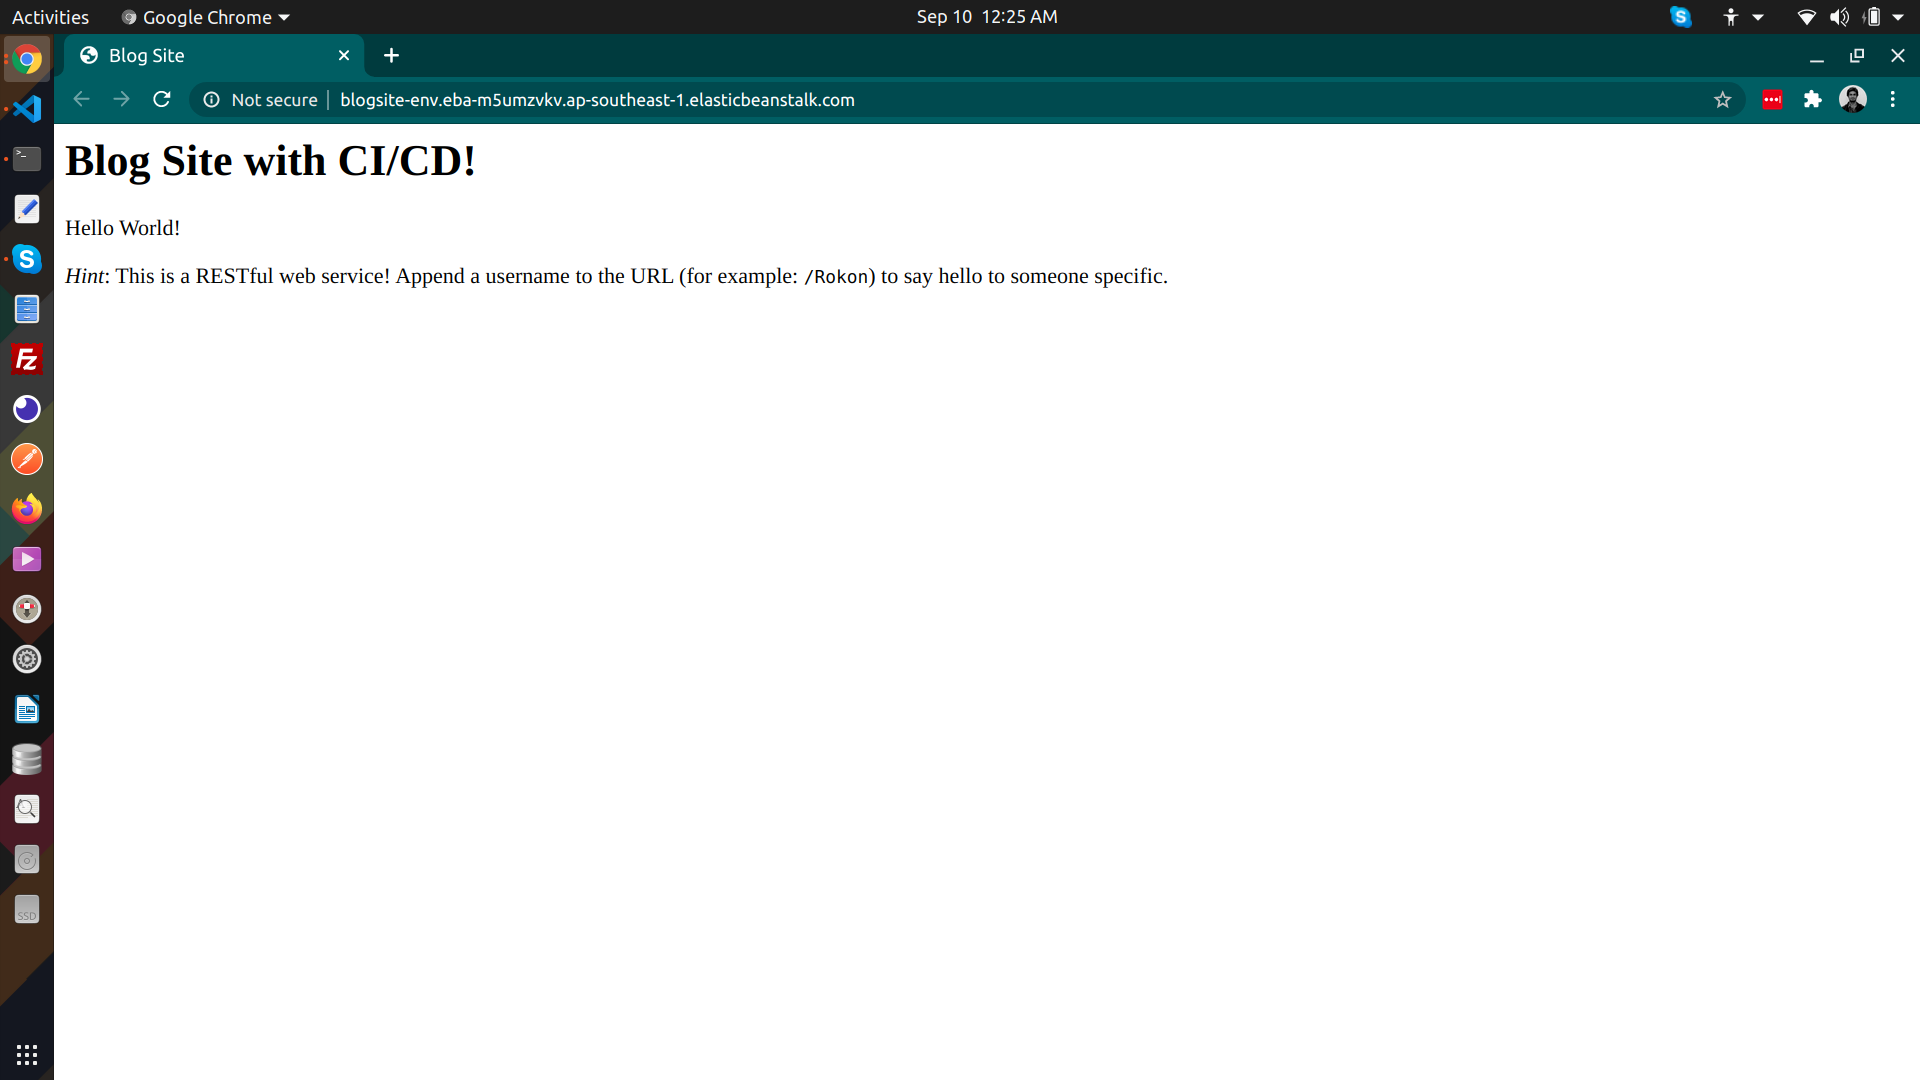 Activities
Google Chrome
Sep 10 12:25 AM
Blog Site
Not secure
blogsite-env.eba-m5umzvkv.ap-southeast-1.elasticbeanstalk.com
Blog Site with CI/CD!
Hello World!
Hint: This is a RESTful web service! Append a username to the URL (for example: /Rokon) to say hello to someone specific.
SSD